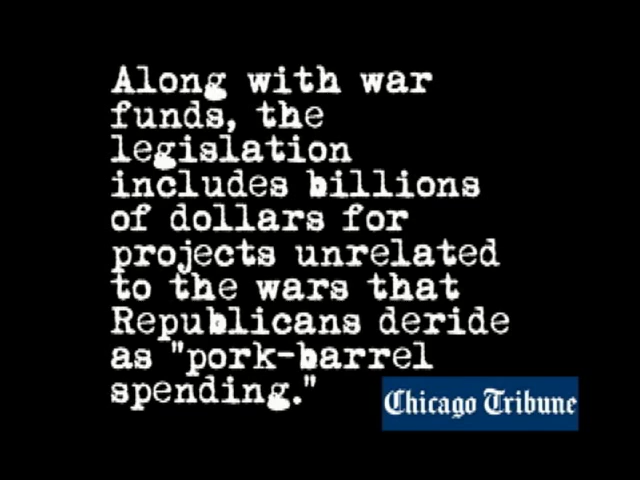 Along with war
funds, the
legislation
includes billions
of dollars for
projects unrelated
to the wars that
Republicans deride
as "pork-barrel
spending."
Chicago Tribune